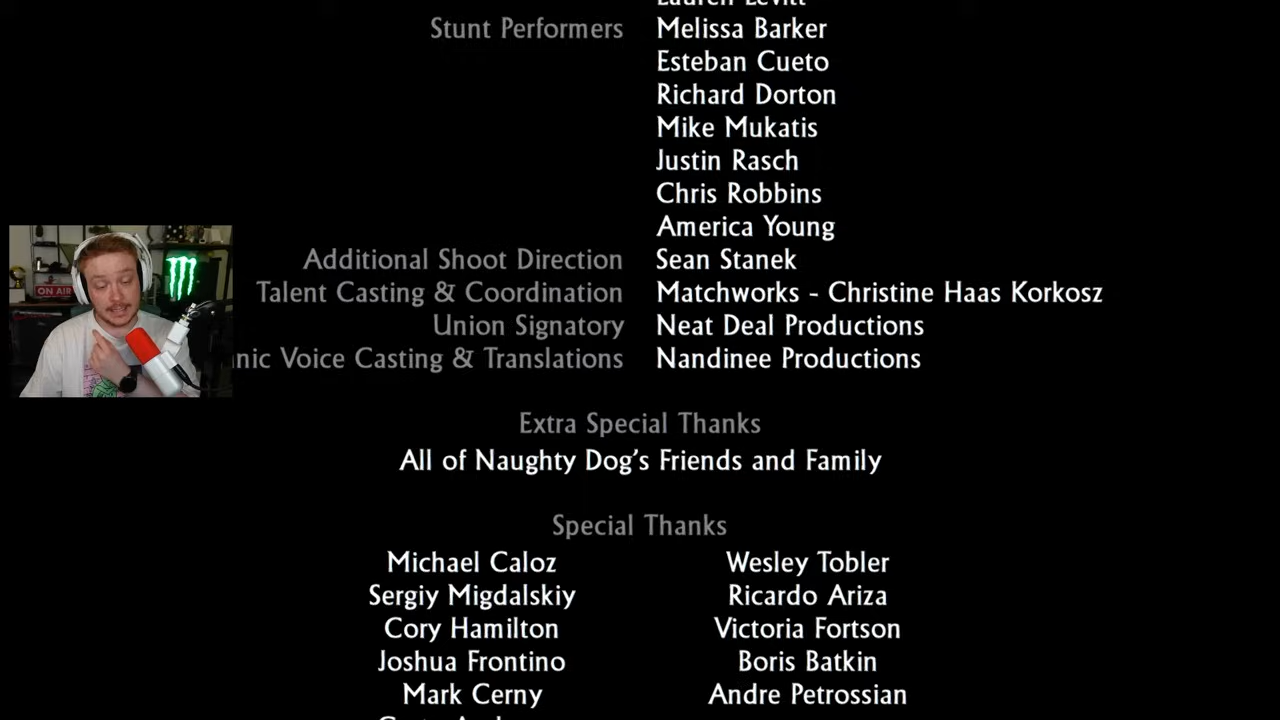 Stunt Performers Melissa Barker
Esteban Cueto
Richard Dorton
Mike Mukatis
Justin Rasch
Chris Robbins
America Young
Additional Shoot Direction Sean Stanek
Talent Casting & Coordination Matchworks - Christine Haas Korkosz
Union Signatory Neat Deal Productions
Voice Casting & Translations Nandinee Productions
ON AIR
Extra Special Thanks
All of Naughty Dog's Friends and Family
Special Thanks
Michael Caloz Wesley Tobler
Sergiy Migdalskiy Ricardo Ariza
Cory Hamilton Victoria Fortson
Joshua Frontino Boris Batkin
Mark Cerny Andre Petrossian